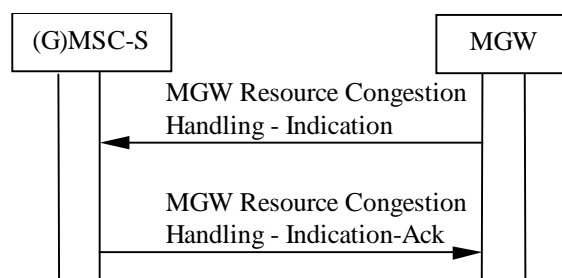 (G)MSC-S
MGW
MGW Resource Congestion
Handling - Indication
MGW Resource Congestion
Handling - Indication-Ack